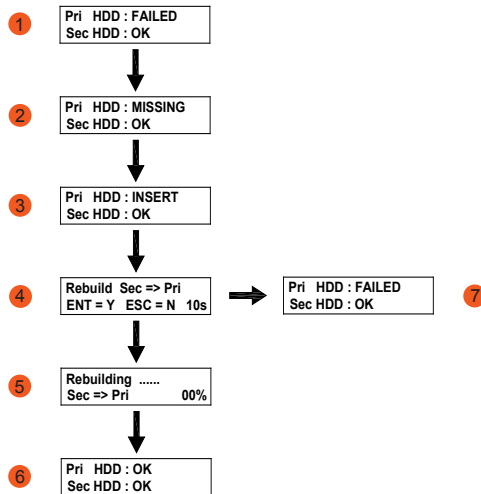 1
Pri HDD : FAILED
Sec HDD : OK
2
Pri HDD : MISSING
Sec HDD : OK
3
Pri HDD : INSERT
Sec HDD : OK
4
Rebuild Sec => Pri
ENT = Y ESC = N 10s
Pri HDD : FAILED
Sec HDD : OK
7
5
Rebuilding ......
Sec => Pri 00%
6
Pri HDD : OK
Sec HDD : OK